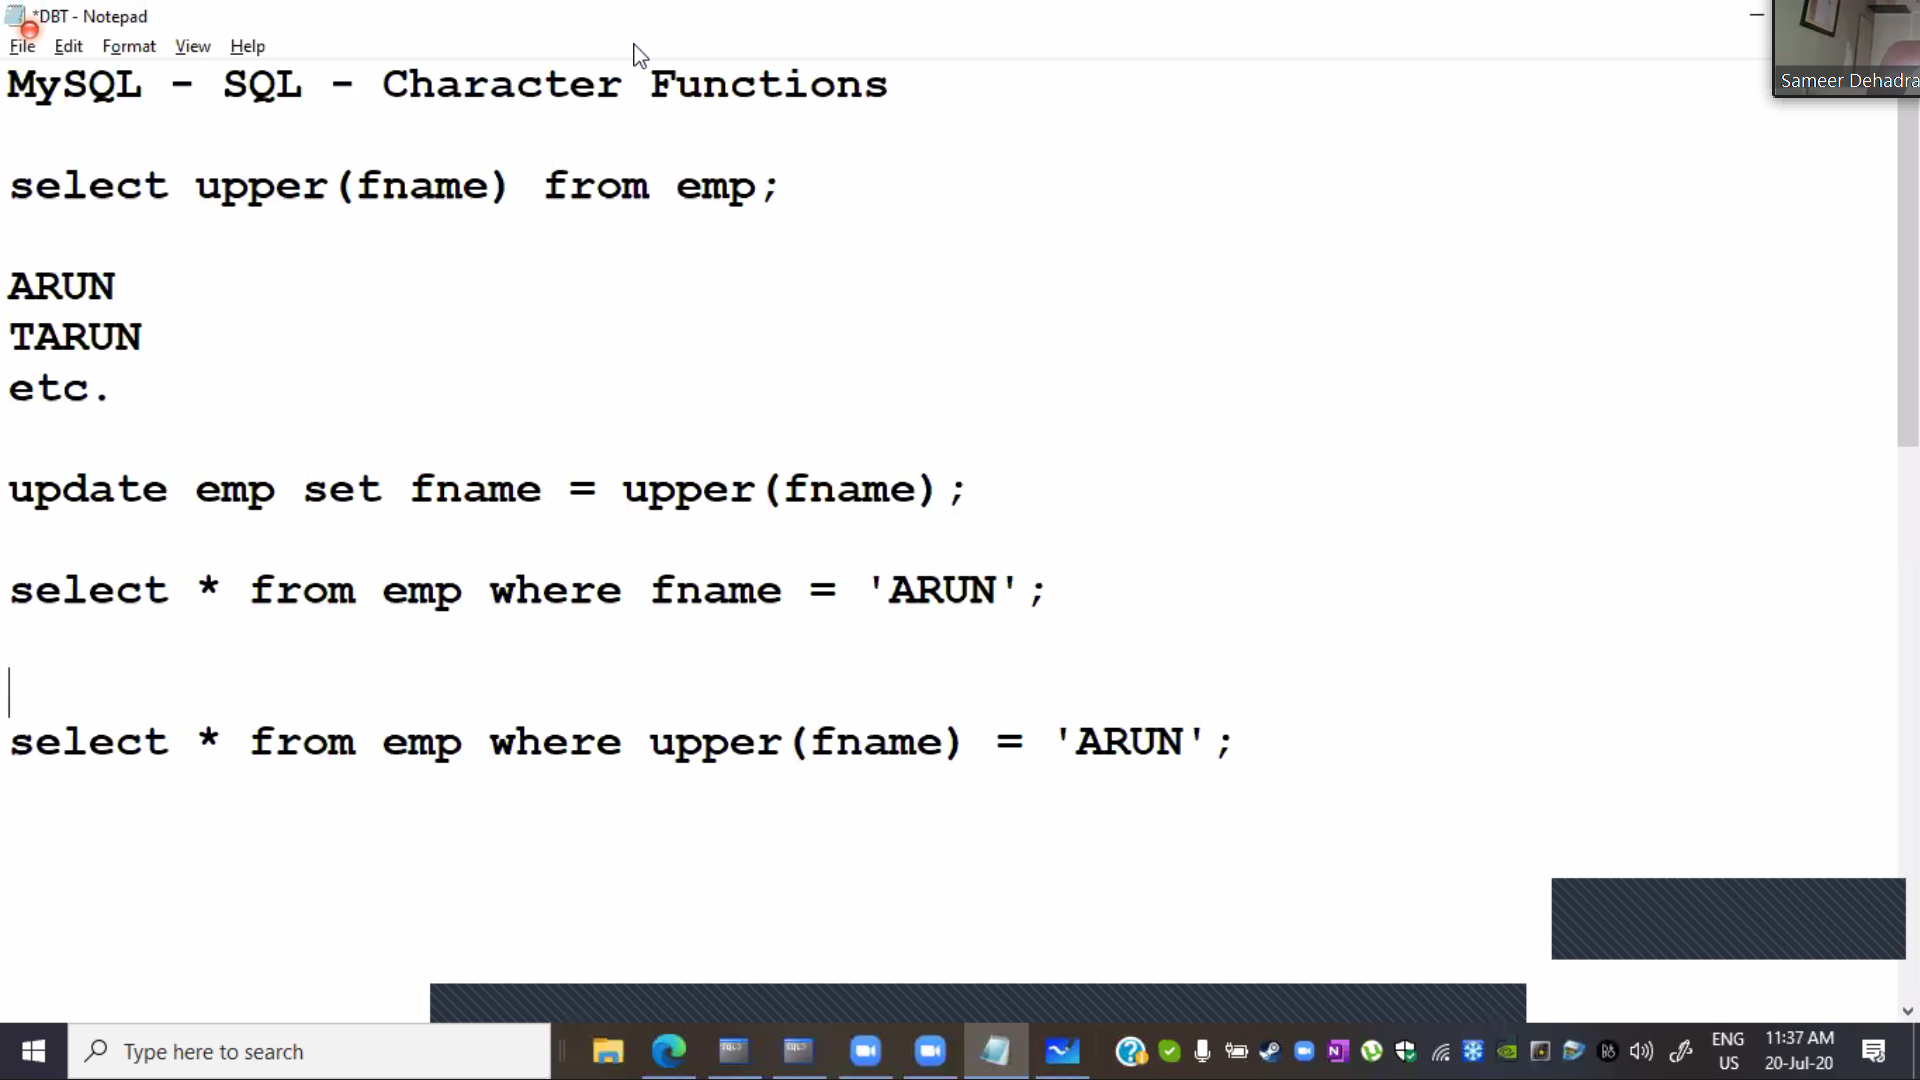 *DBT - Notepad
File Edit Format View Help
Sameer Dehadra
MySQL - SQL - Character Functions
select upper(fname) from emp;
ARUN
TARUN
etc.
update emp set fname = upper(fname);
select * from emp where fname = 'ARUN';
select * from emp where upper(fname) = 'ARUN';
Type here to search
ENG
US
11:37 AM
20-Jul-20